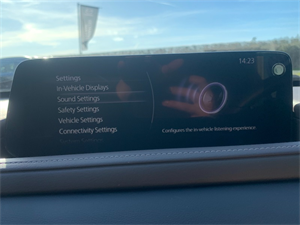 14:23
Settings
In-Vehicle Displays
Sound Settings
Safety Settings
Vehicle Settings
Connectivity Settings
Configures the in-vehicle listening experience